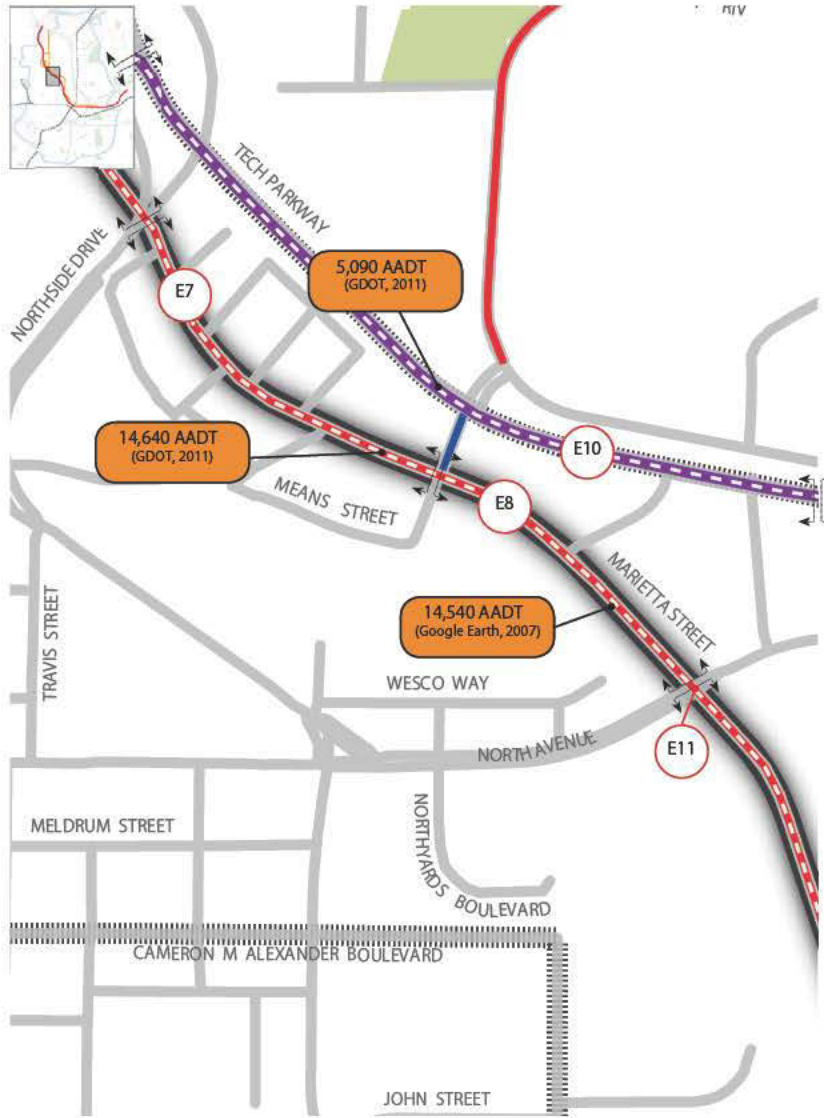 TECH PARKWAY
NORTHSIDE DRIVE
5,090 AADT
(GDOT, 2011)
E7
14,640 AADT
(GDOT, 2011)
E10
MEANS STREET
E8
MARIETTA STREET
14,540 AADT
(Google Earth, 2007)
TRAVIS STREET
WESCO WAY
NORTH AVENUE
E11
MELDRUM STREET
NORTHYARDS BOULEVARD
CAMERON M ALEXANDER BOULEVARD
JOHN STREET